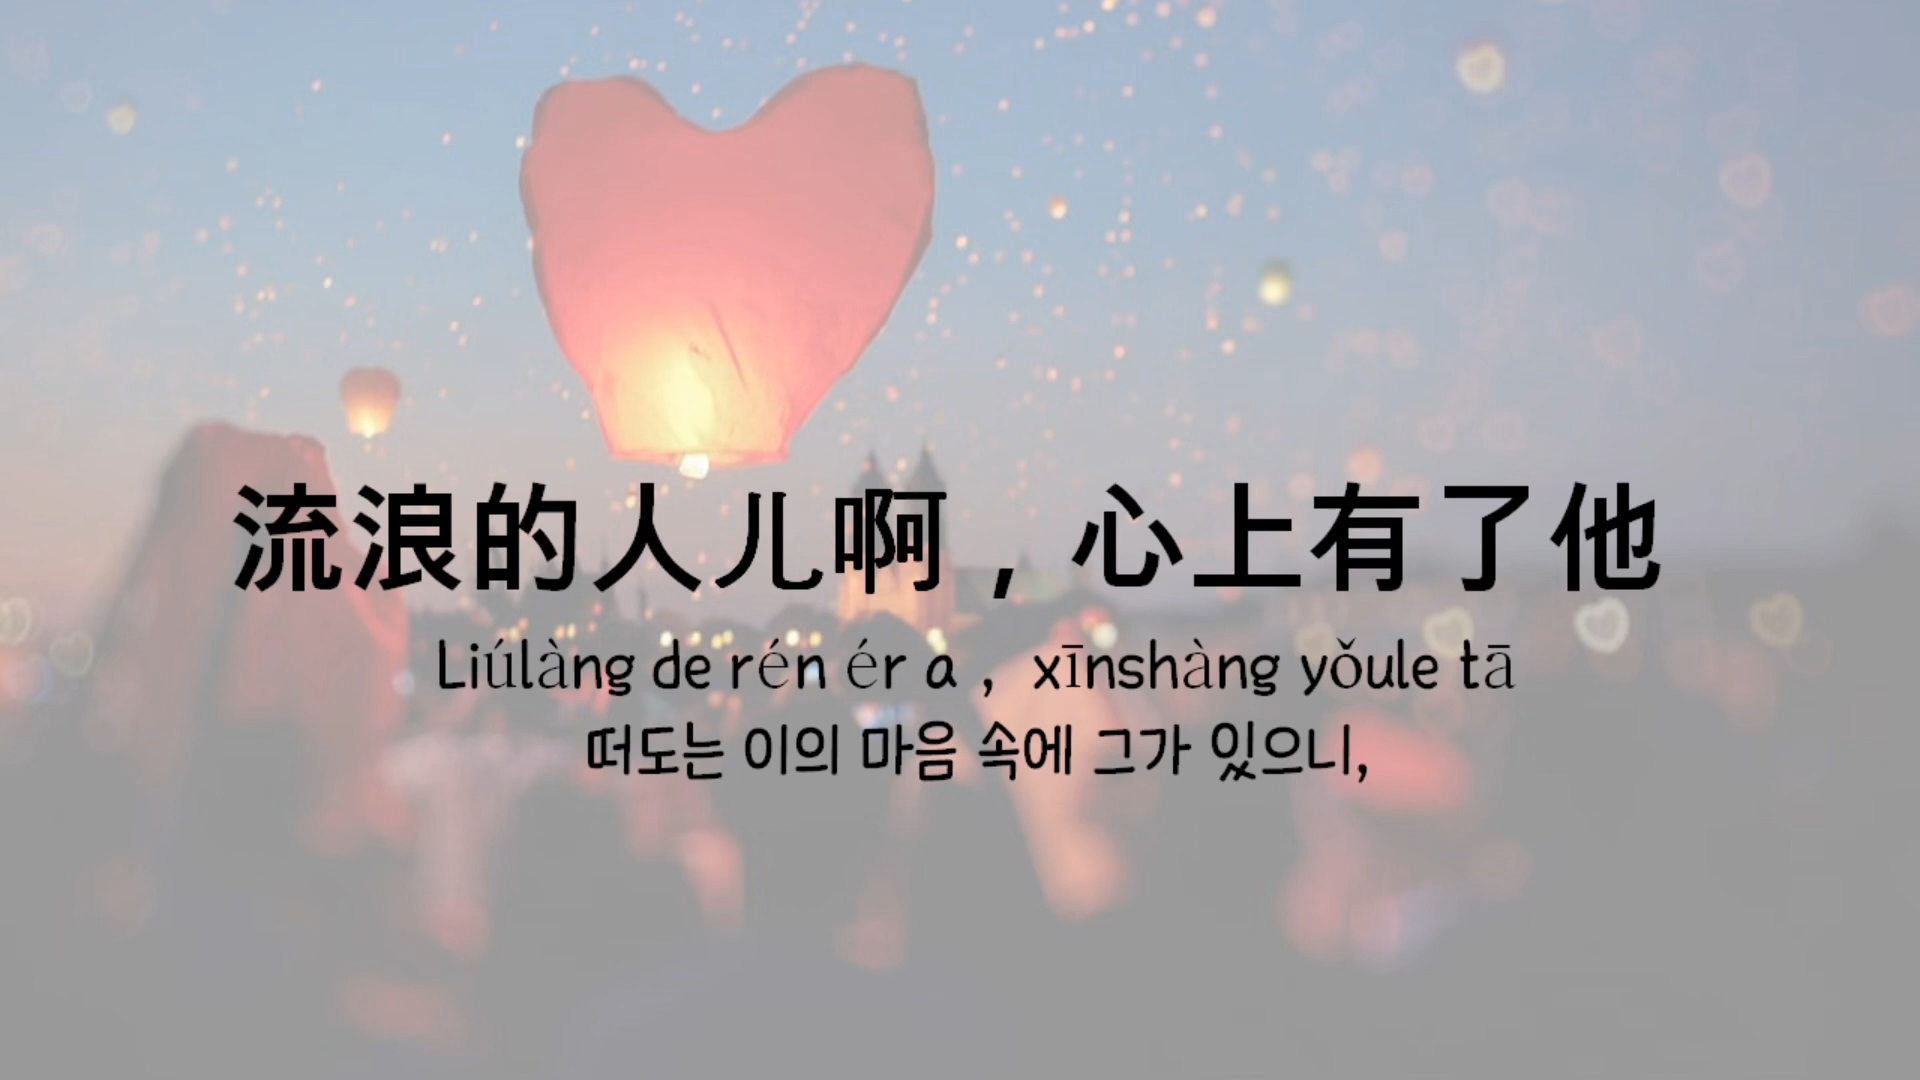 流浪的人儿啊，心上有了他
Liúlàng de rén ér a ,  xīnshàng yǒule tā
떠도는 이의 마음 속에 그가 있으니,